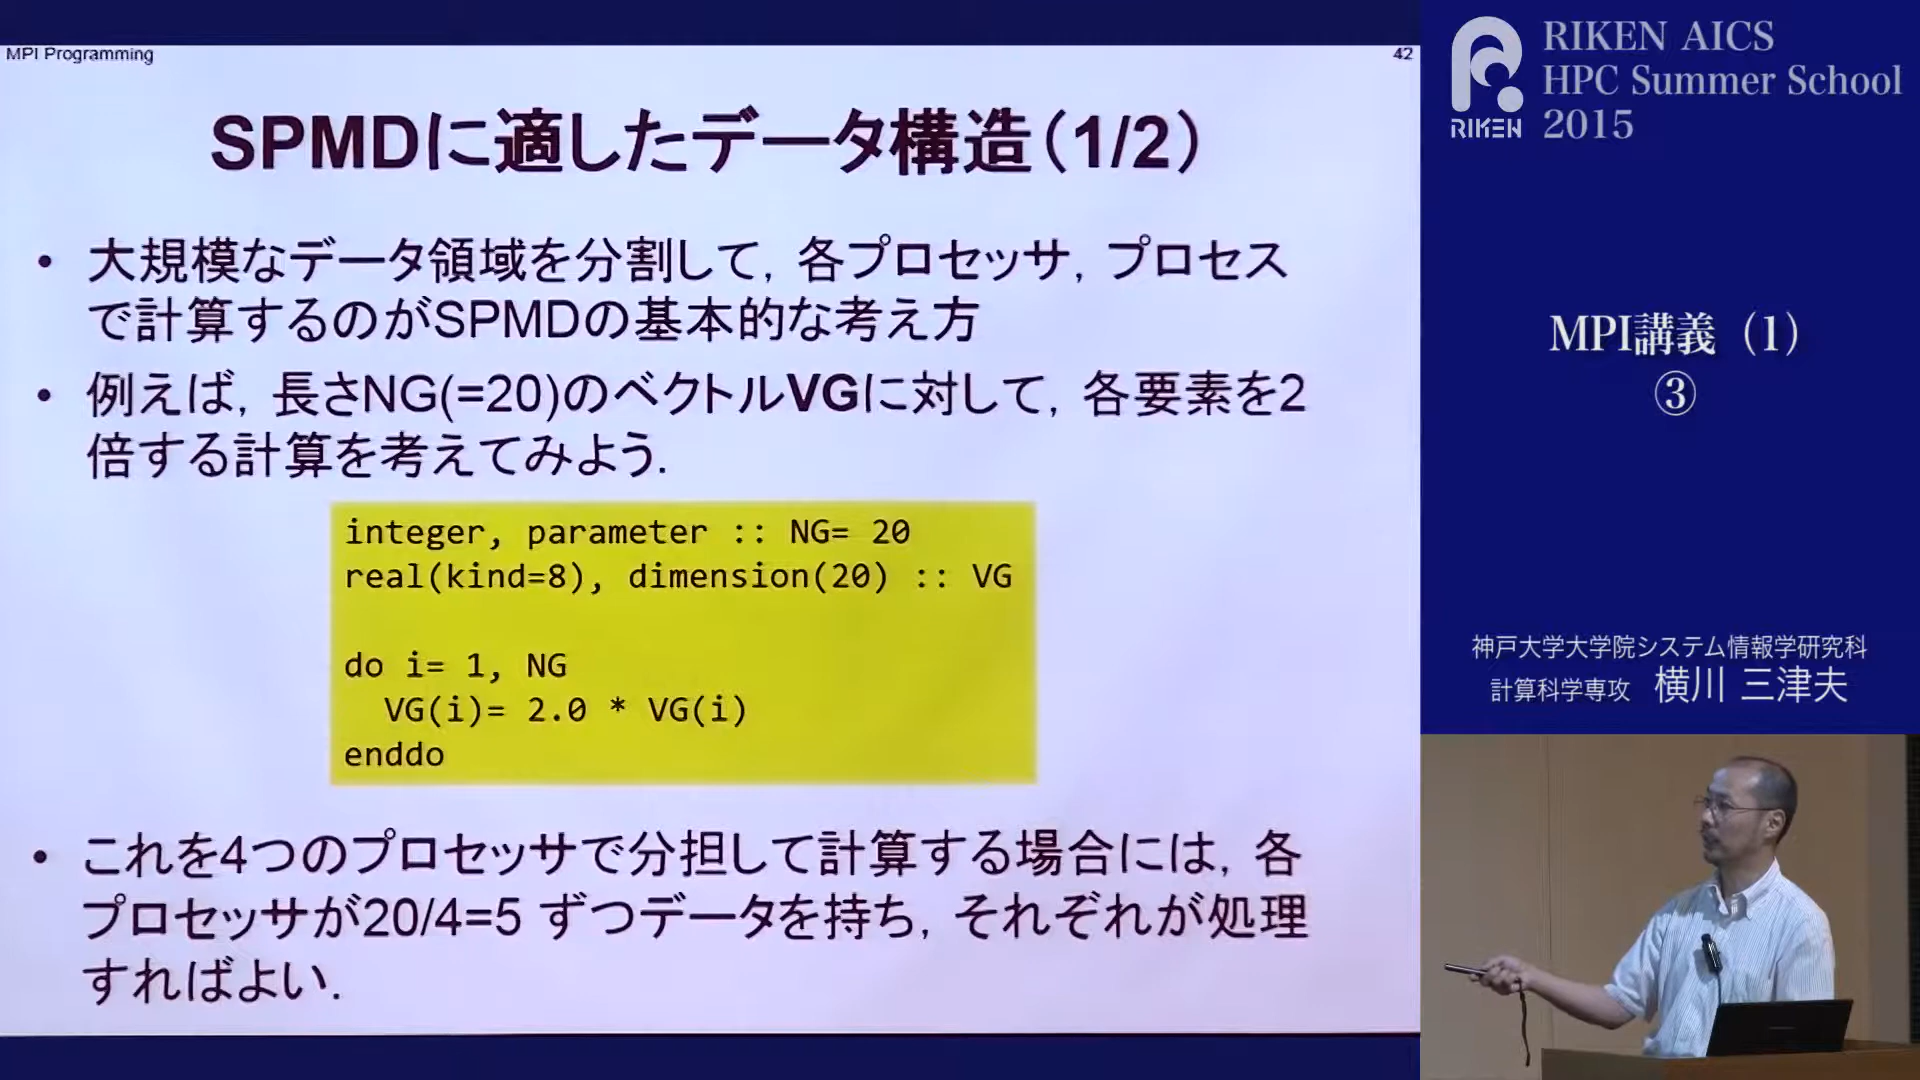 MPI Programming
42
SPMDに適したデータ構造(1/2)
• 大規模なデータ領域を分割して, 各プロセッサ, プロセス
で計算するのがSPMDの基本的な考え方
• 例えば, 長さNG(=20)のベクトルVGに対して, 各要素を2
倍する計算を考えてみよう.
integer, parameter :: NG= 20
real(kind=8), dimension(20) :: VG
do i= 1, NG
VG(i)= 2.0 * VG(i)
enddo
• これを4つのプロセッサで分担して計算する場合には, 各
プロセッサが20/4=5 ずつデータを持ち, それぞれが処理
すればよい.
RIKEN
RIKEN AICS
HPC Summer School
2015
MPI講義(1)
③
神戸大学大学院システム情報学研究科
計算科学専攻 横川 三津夫